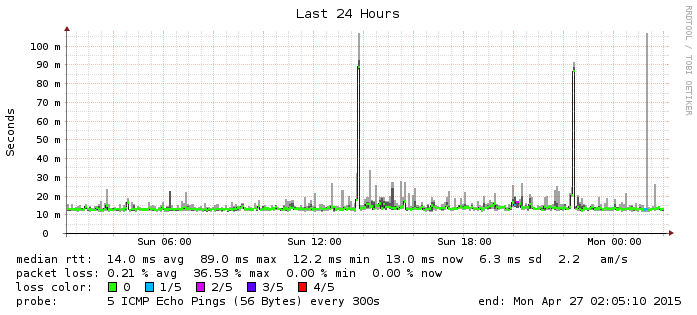 Last 24 Hours
RRDTOOL / TOBI OETIKER
Seconds
100 m
90 m
80 m
70 m
60 m
50 m
40 m
30 m
20 m
10 m
0
Sun 06:00 Sun 12:00 Sun 18:00 Mon 00:00
median rtt: 14.0 ms avg 89.0 ms max 12.2 ms min 13.0 ms now 6.3 ms sd 2.2 am/s
packet loss: 0.21 % avg 36.53 % max 0.00 % min 0.00 % now
loss color: 0 1/5 2/5 3/5 4/5
probe: 5 ICMP Echo Pings (56 Bytes) every 300s end: Mon Apr 27 02:05:10 2015